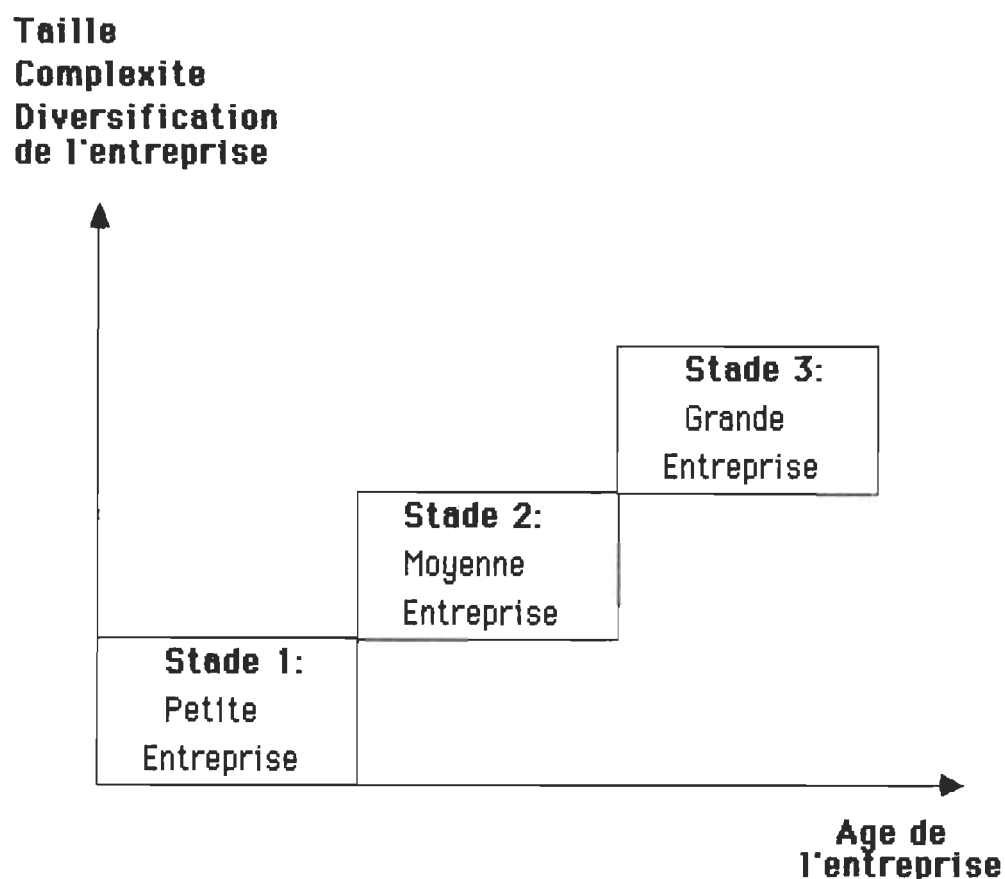 Taille
Complexite
Diversification
de l'entreprise
Stade 3:
Grande
Entreprise
Stade 2:
Moyenne
Entreprise
Stade 1:
Petite
Entreprise
Age de
l'entreprise